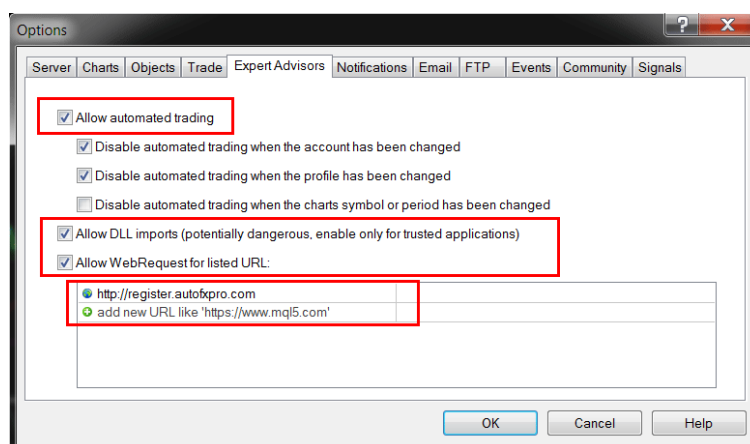 Options
Server Charts Objects Trade Expert Advisors Notifications Email FTP Events Community Signals
Allow automated trading
Disable automated trading when the account has been changed
Disable automated trading when the profile has been changed
Disable automated trading when the charts symbol or period has been changed
Allow DLL imports (potentially dangerous, enable only for trusted applications)
Allow WebRequest for listed URL:
http://register.autofxpro.com
add new URL like 'https://www.mql5.com'
OK Cancel Help